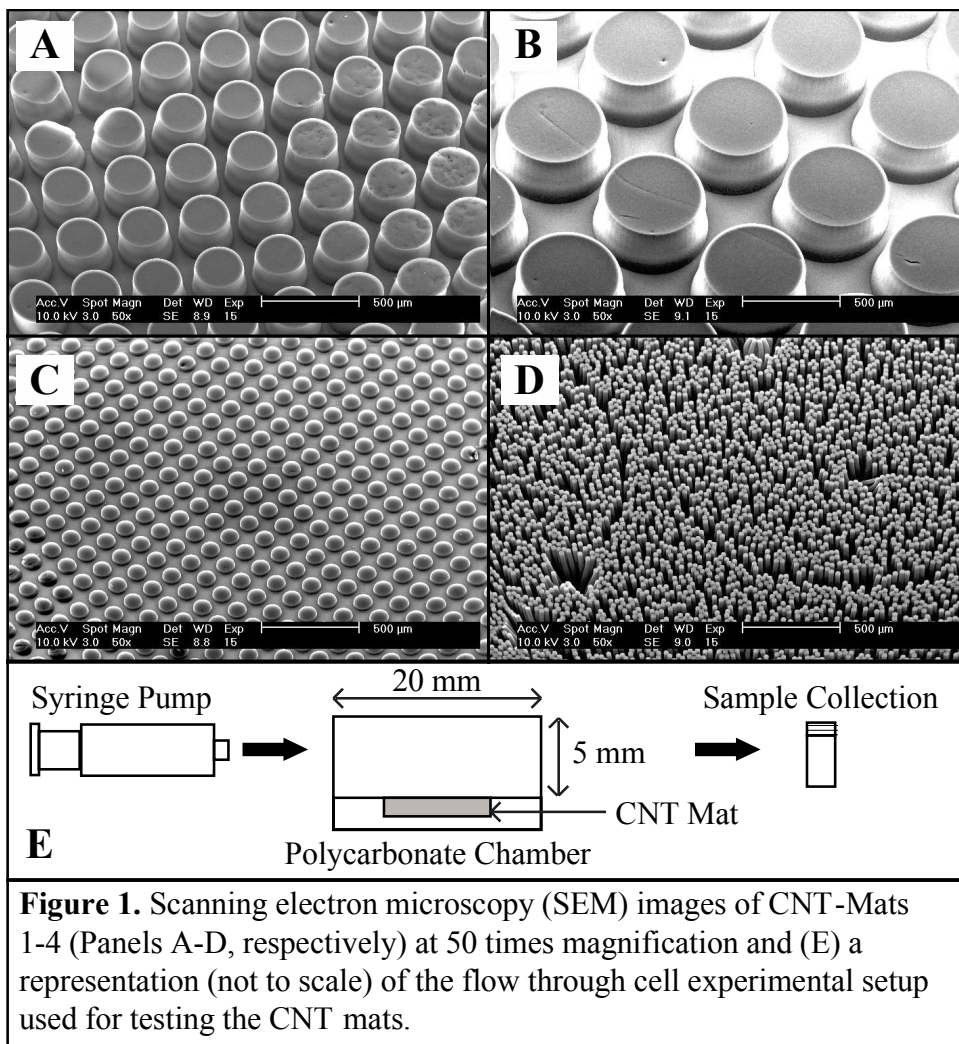 A
Acc.V Spot Magn Det WD Exp
10.0 kV 3.0 50x SE 8.9 15
500 µm
B
Acc.V Spot Magn Det WD Exp
10.0 kV 3.0 50x SE 9.1 15
500 µm
C
Acc.V Spot Magn Det WD Exp
10.0 kV 3.0 50x SE 8.8 15
500 µm
D
Acc.V Spot Magn Det WD Exp
10.0 kV 3.0 50x SE 9.0 15
500 µm
Syringe Pump
20 mm
Sample Collection
5 mm
CNT Mat
E
Polycarbonate Chamber
Figure 1. Scanning electron microscopy (SEM) images of CNT-Mats
1-4 (Panels A-D, respectively) at 50 times magnification and (E) a
representation (not to scale) of the flow through cell experimental setup
used for testing the CNT mats.